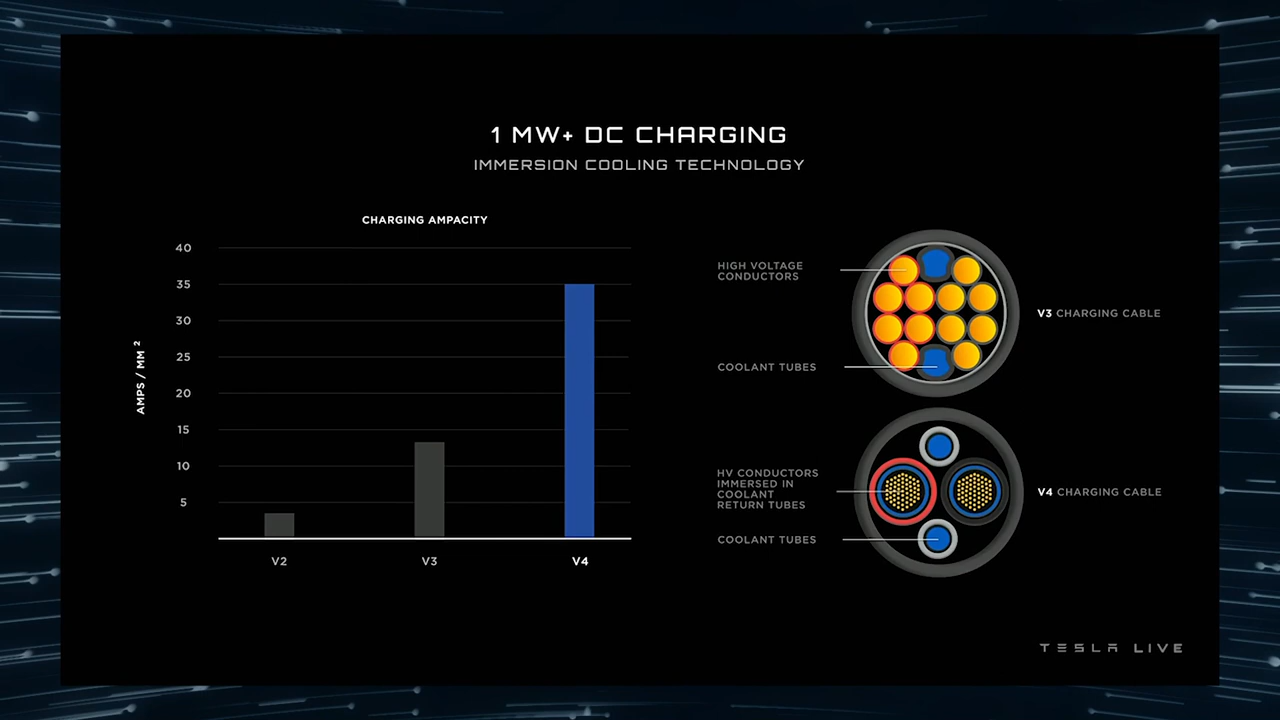 1 MW+ DC CHARGING
IMMERSION COOLING TECHNOLOGY
CHARGING AMPACITY
40
35
30
25
20
15
10
5
AMPS / MM ²
V2
V3
V4
HIGH VOLTAGE
CONDUCTORS
COOLANT TUBES
V3 CHARGING CABLE
HV CONDUCTORS
IMMERSED IN
COOLANT
RETURN TUBES
COOLANT TUBES
V4 CHARGING CABLE
TESLA LIVE